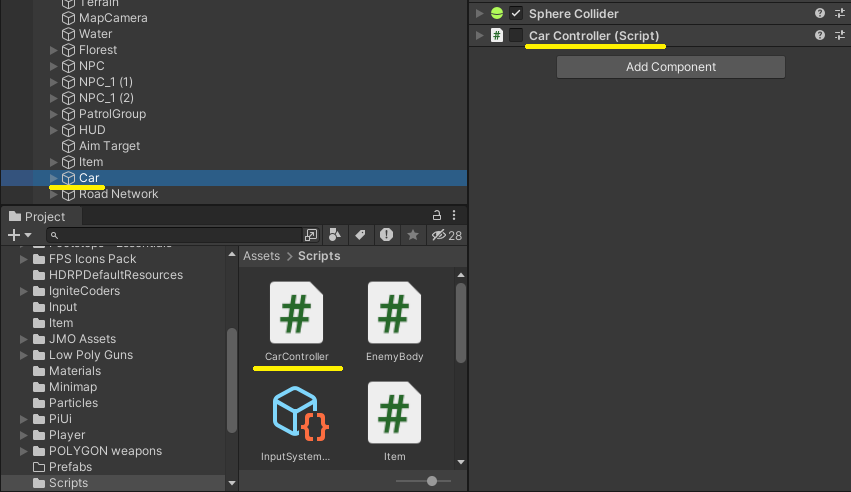 Terrain
MapCamera
Water
Florest
NPC
NPC_1 (1)
NPC_1 (2)
PatrolGroup
HUD
Aim Target
Item
Car
Road Network
Sphere Collider
Car Controller (Script)
Add Component
Project
28
Footsteps - Essentials
FPS Icons Pack
HDRPDefaultResources
IgniteCoders
Input
Item
JMO Assets
Low Poly Guns
Materials
Minimap
Particles
PiUi
Player
POLYGON weapons
Prefabs
Scripts
Assets > Scripts
CarController
EnemyBody
InputSystem...
Item